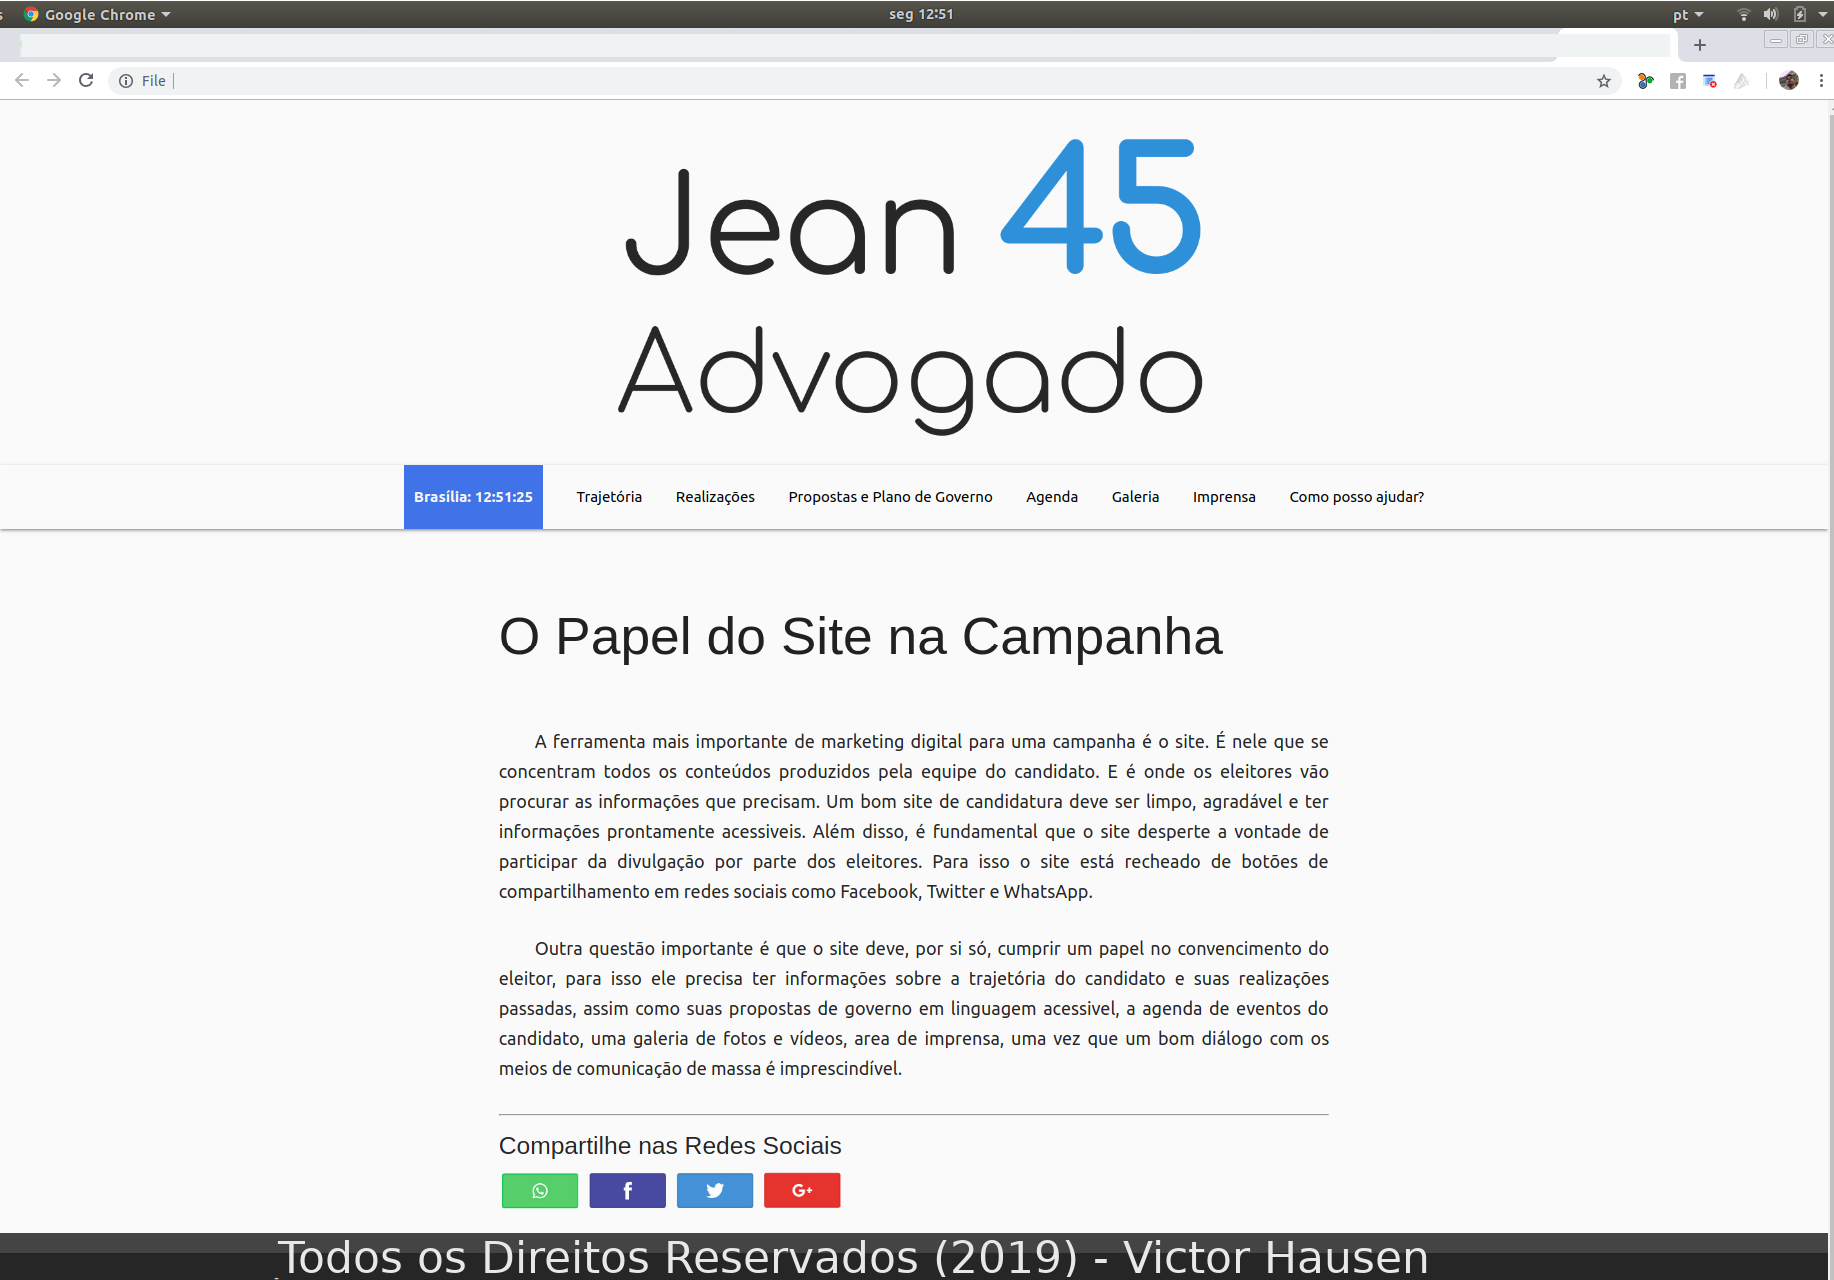 Google Chrome
seg 12:51
pt
File
Jean 45
Advogado
Brasília: 12:51:25 Trajetória Realizações Propostas e Plano de Governo Agenda Galeria Imprensa Como posso ajudar?
O Papel do Site na Campanha
A ferramenta mais importante de marketing digital para uma campanha é o site. É nele que se
concentram todos os conteúdos produzidos pela equipe do candidato. E é onde os eleitores vão
procurar as informações que precisam. Um bom site de candidatura deve ser limpo, agradável e ter
informações prontamente acessiveis. Além disso, é fundamental que o site desperte a vontade de
participar da divulgação por parte dos eleitores. Para isso o site está recheado de botões de
compartilhamento em redes sociais como Facebook, Twitter e WhatsApp.
Outra questão importante é que o site deve, por si só, cumprir um papel no convencimento do
eleitor, para isso ele precisa ter informações sobre a trajetória do candidato e suas realizações
passadas, assim como suas propostas de governo em linguagem acessivel, a agenda de eventos do
candidato, uma galeria de fotos e vídeos, area de imprensa, uma vez que um bom diálogo com os
meios de comunicação de massa é imprescindível.
Compartilhe nas Redes Sociais
G+
Todos os Direitos Reservados (2019) - Victor Hausen